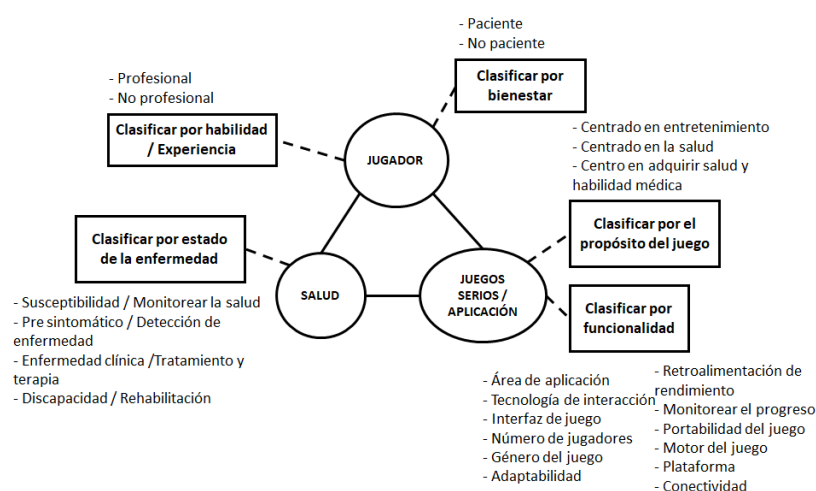 - Paciente
- No paciente
Clasificar por
bienestar
- Profesional
- No profesional
Clasificar por habilidad
/ Experiencia
JUGADOR
- Centrado en entretenimiento
- Centrado en la salud
- Centro en adquirir salud y
habilidad médica
Clasificar por el
propósito del juego
Clasificar por estado
de la enfermedad
SALUD
JUEGOS
SERIOS /
APLICACIÓN
Clasificar por
funcionalidad
- Susceptibilidad / Monitorear la salud
- Pre sintomático / Detección de
enfermedad
- Enfermedad clínica /Tratamiento y
terapia
- Discapacidad / Rehabilitación
- Área de aplicación
- Tecnología de interacción
- Interfaz de juego
- Número de jugadores
- Género del juego
- Adaptabilidad
- Retroalimentación de
rendimiento
- Monitorear el progreso
- Portabilidad del juego
- Motor del juego
- Plataforma
- Conectividad